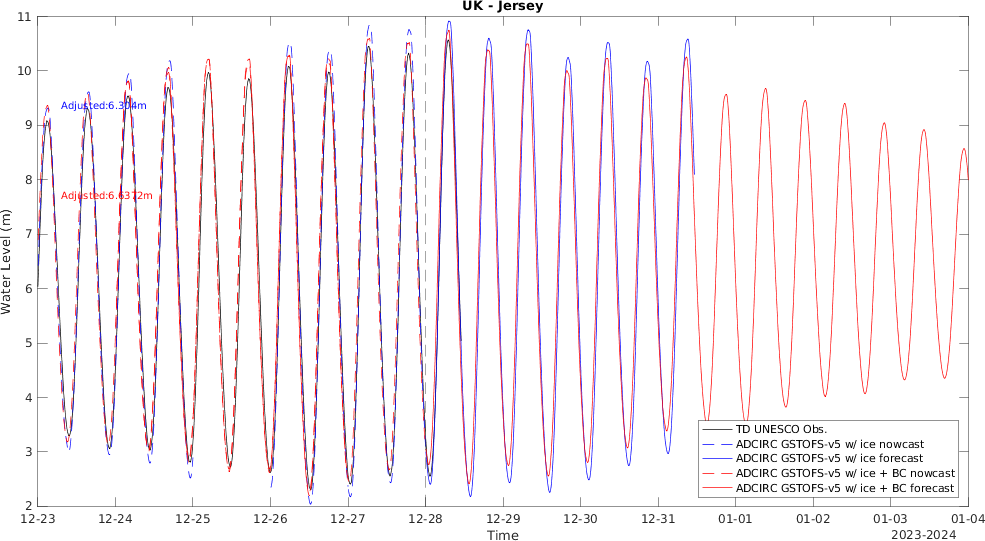 UK - Jersey
11
10
9
8
7
6
5
4
3
2
Water Level (m)
Adjusted:6.304m
Adjusted:6.6372m
TD UNESCO Obs.
ADCIRC GSTOFS-v5 w/ ice nowcast
ADCIRC GSTOFS-v5 w/ ice forecast
ADCIRC GSTOFS-v5 w/ ice + BC nowcast
ADCIRC GSTOFS-v5 w/ ice + BC forecast
12-23 12-24 12-25 12-26 12-27 12-28 12-29 12-30 12-31 01-01 01-02 01-03 01-04
Time
2023-2024